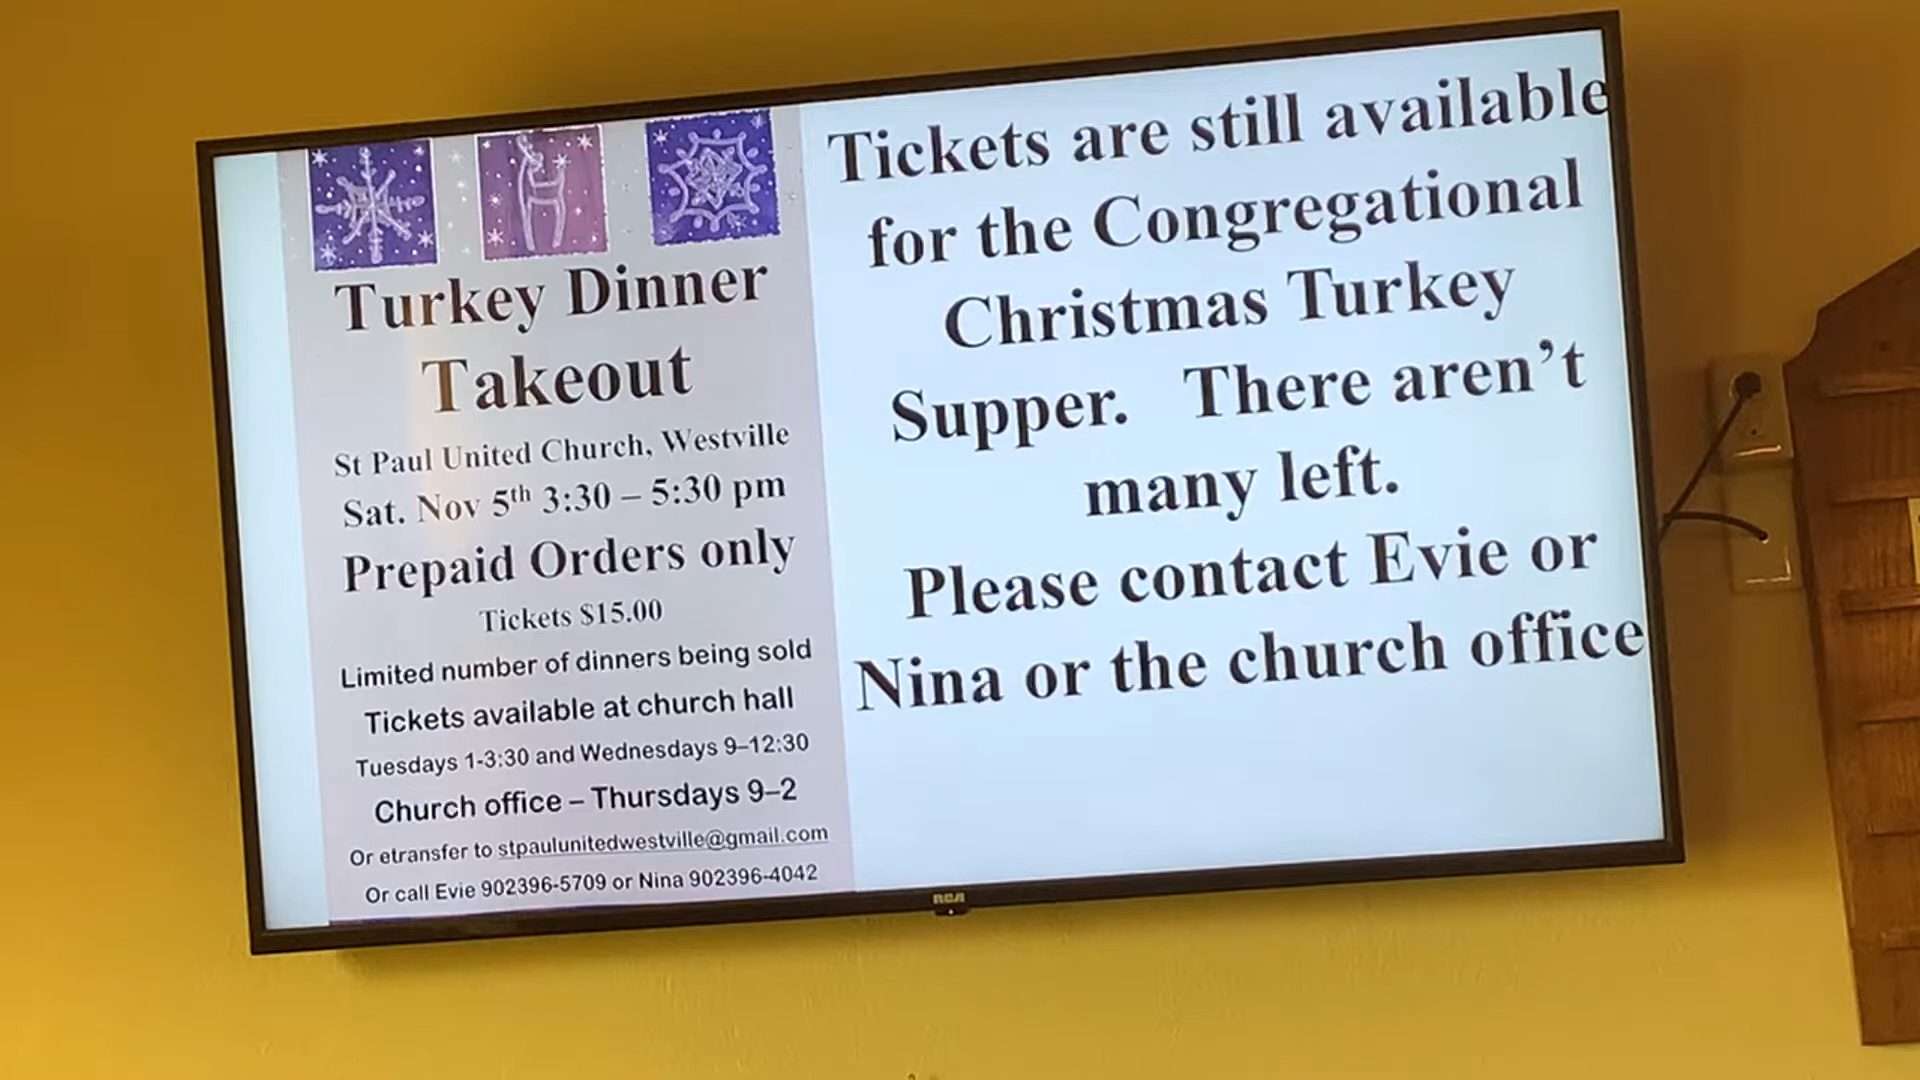 Turkey Dinner
Takeout
St Paul United Church, Westville
Sat. Nov 5th 3:30 – 5:30 pm
Prepaid Orders only
Tickets $15.00
Limited number of dinners being sold
Tickets available at church hall
Tuesdays 1-3:30 and Wednesdays 9–12:30
Church office – Thursdays 9–2
Or etransfer to stpaulunitedwestville@gmail.com
Or call Evie 902396-5709 or Nina 902396-4042
Tickets are still available
for the Congregational
Christmas Turkey
Supper. There aren’t
many left.
Please contact Evie or
Nina or the church office
RCA